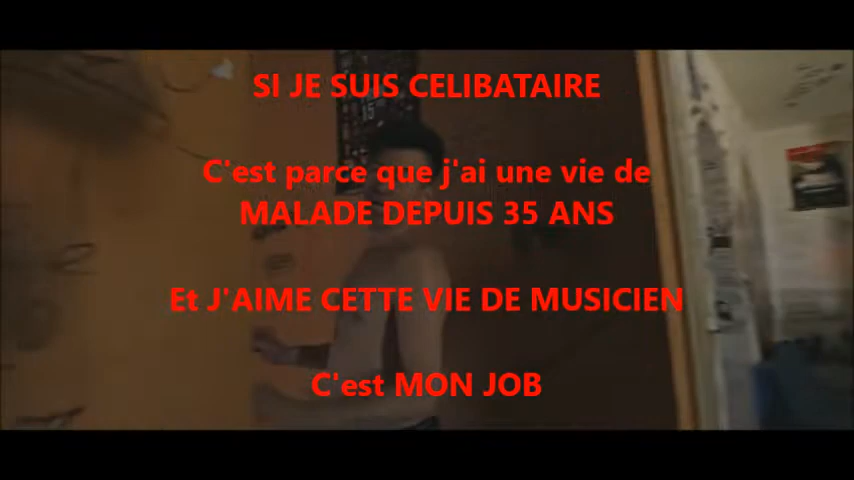 SI JE SUIS CELIBATAIRE
C'est parce que j'ai une vie de
MALADE DEPUIS 35 ANS
Et J'AIME CETTE VIE DE MUSICIEN
C'est MON JOB